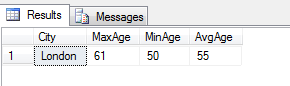 Results Messages
City MaxAge MinAge AvgAge
1 London 61 50 55